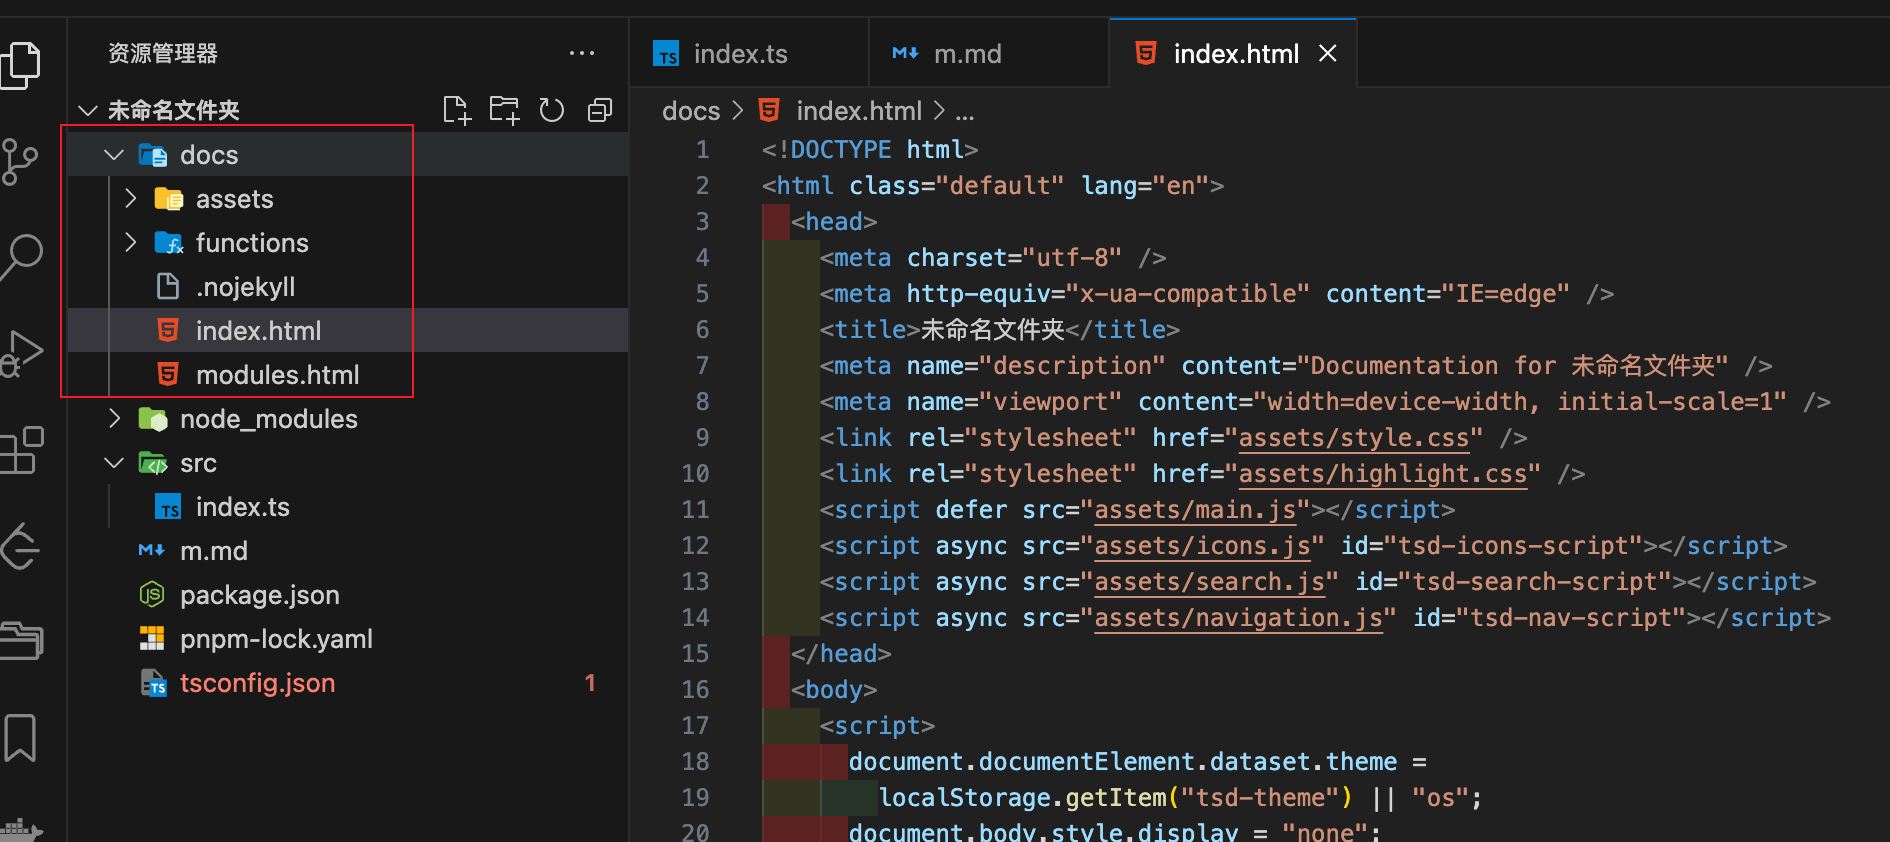 资源管理器
未命名文件夹
docs
assets
functions
.nojekyll
index.html
modules.html
node_modules
src
index.ts
m.md
package.json
pnpm-lock.yaml
tsconfig.json 1
index.ts m.md index.html
docs > index.html > ...
1 <!DOCTYPE html>
2 <html class="default" lang="en">
3 <head>
4 <meta charset="utf-8" />
5 <meta http-equiv="x-ua-compatible" content="IE=edge" />
6 <title>未命名文件夹</title>
7 <meta name="description" content="Documentation for 未命名文件夹" />
8 <meta name="viewport" content="width=device-width, initial-scale=1" />
9 <link rel="stylesheet" href="assets/style.css" />
10 <link rel="stylesheet" href="assets/highlight.css" />
11 <script defer src="assets/main.js"></script>
12 <script async src="assets/icons.js" id="tsd-icons-script"></script>
13 <script async src="assets/search.js" id="tsd-search-script"></script>
14 <script async src="assets/navigation.js" id="tsd-nav-script"></script>
15 </head>
16 <body>
17 <script>
18 document.documentElement.dataset.theme =
19 localStorage.getItem("tsd-theme") || "os";
20 document.body.style.display = "none";